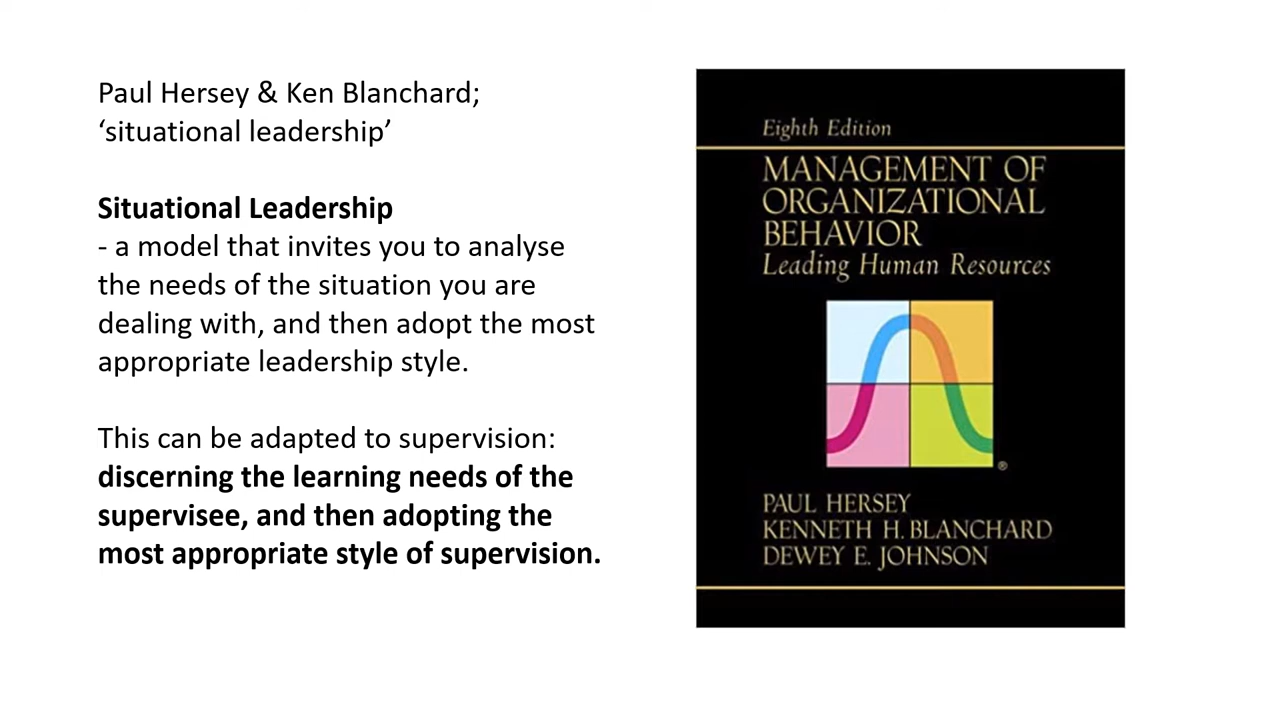 Paul Hersey & Ken Blanchard;
‘situational leadership’
Situational Leadership
- a model that invites you to analyse
the needs of the situation you are
dealing with, and then adopt the most
appropriate leadership style.
This can be adapted to supervision:
discerning the learning needs of the
supervisee, and then adopting the
most appropriate style of supervision.
Eighth Edition
MANAGEMENT OF
ORGANIZATIONAL
BEHAVIOR
Leading Human Resources
®
PAUL HERSEY
KENNETH H. BLANCHARD
DEWEY E. JOHNSON